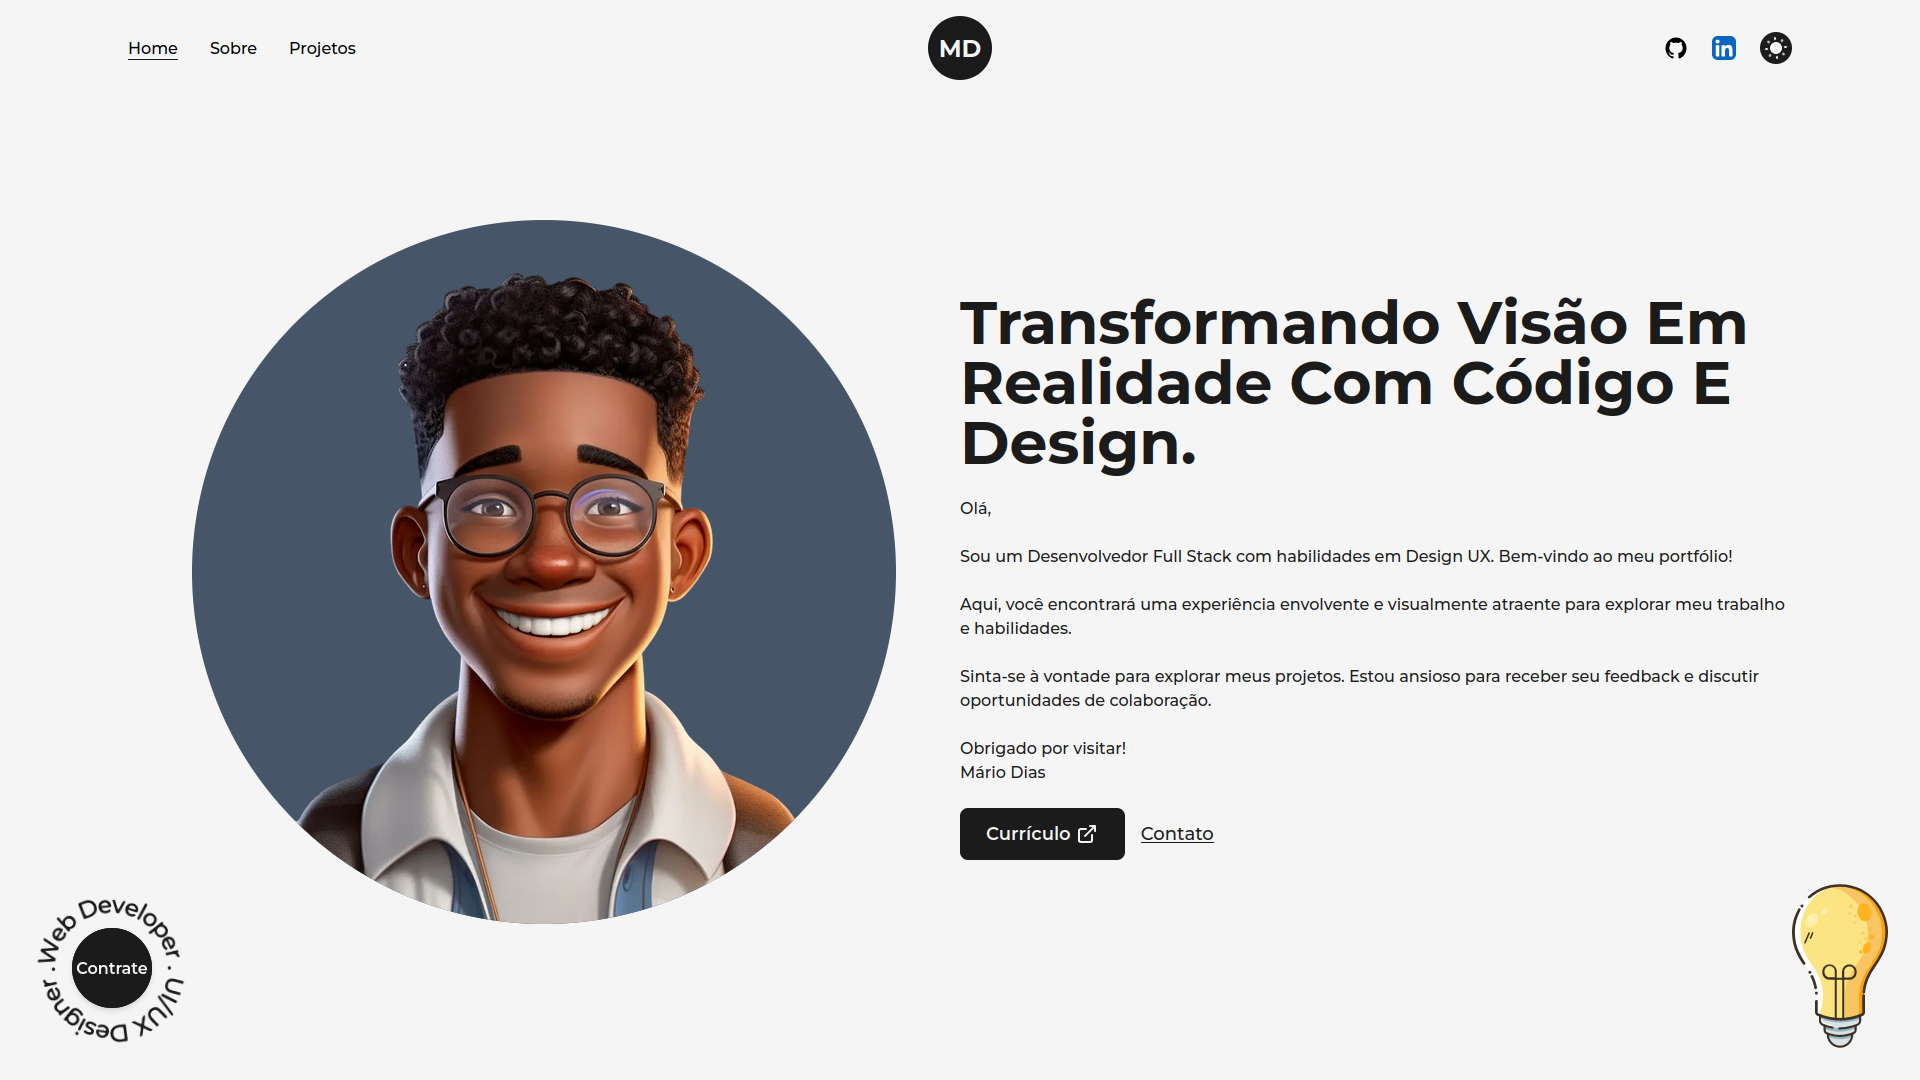 Home
Sobre
Projetos
MD
in
Transformando Visão Em
Realidade Com Código E
Design.
Olá,
Sou um Desenvolvedor Full Stack com habilidades em Design UX. Bem-vindo ao meu portfólio!
Aqui, você encontrará uma experiência envolvente e visualmente atraente para explorar meu trabalho
e habilidades.
Sinta-se à vontade para explorar meus projetos. Estou ansioso para receber seu feedback e discutir
oportunidades de colaboração.
Obrigado por visitar!
Mário Dias
Currículo
Contato
Web Developer · UI/UX Designer ·
Contrate